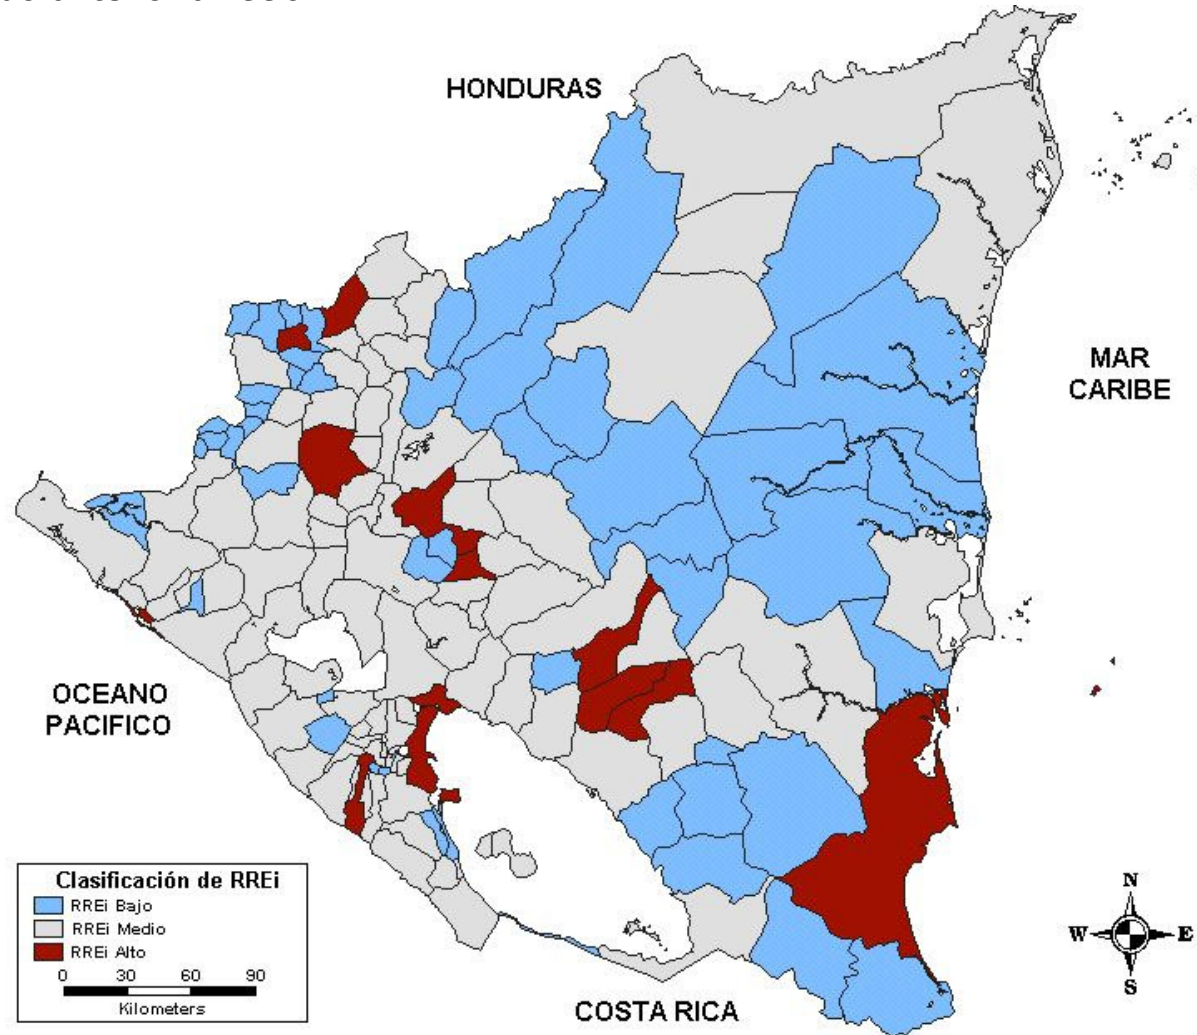 HONDURAS
MAR
CARIBE
OCEANO
PACIFICO
Clasificación de RREi
RREi Bajo
RREi Medio
RREi Alto
0 30 60 90
Kilometers
COSTA RICA
N
W E
S